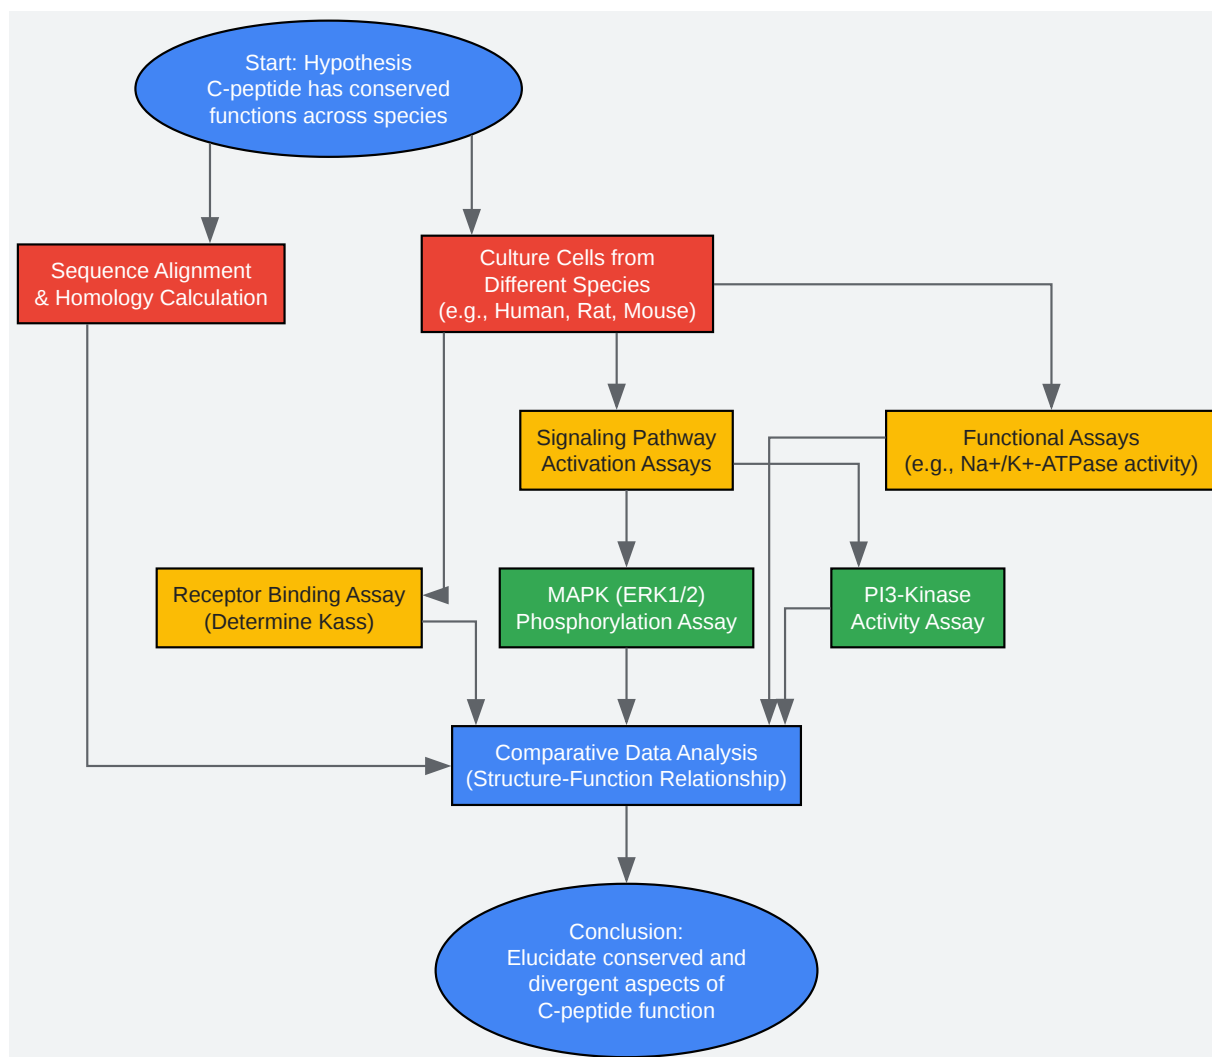 Start: Hypothesis
C-peptide has conserved
functions across species
Sequence Alignment
& Homology Calculation
Culture Cells from
Different Species
(e.g., Human, Rat, Mouse)
Signaling Pathway
Activation Assays
Functional Assays
(e.g., Na+/K+-ATPase activity)
Receptor Binding Assay
(Determine Kass)
MAPK (ERK1/2)
Phosphorylation Assay
PI3-Kinase
Activity Assay
Comparative Data Analysis
(Structure-Function Relationship)
Conclusion:
Elucidate conserved and
divergent aspects of
C-peptide function